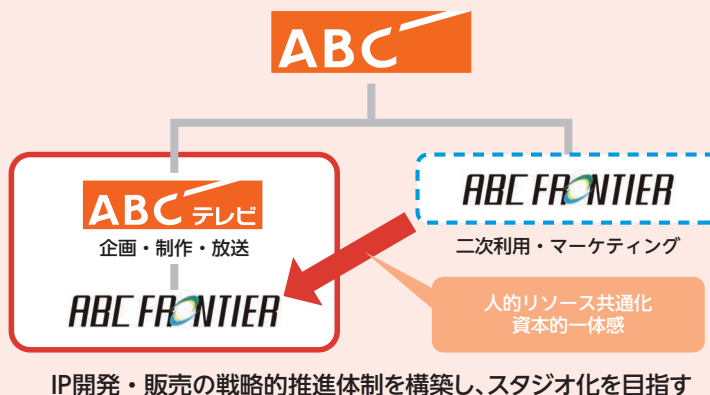 ABC
ABCテレビ
企画・制作・放送
ABC FRONTIER
ABC FRONTIER
二次利用・マーケティング
人的リソース共通化
資本的一体感
IP開発・販売の戦略的推進体制を構築し、スタジオ化を目指す